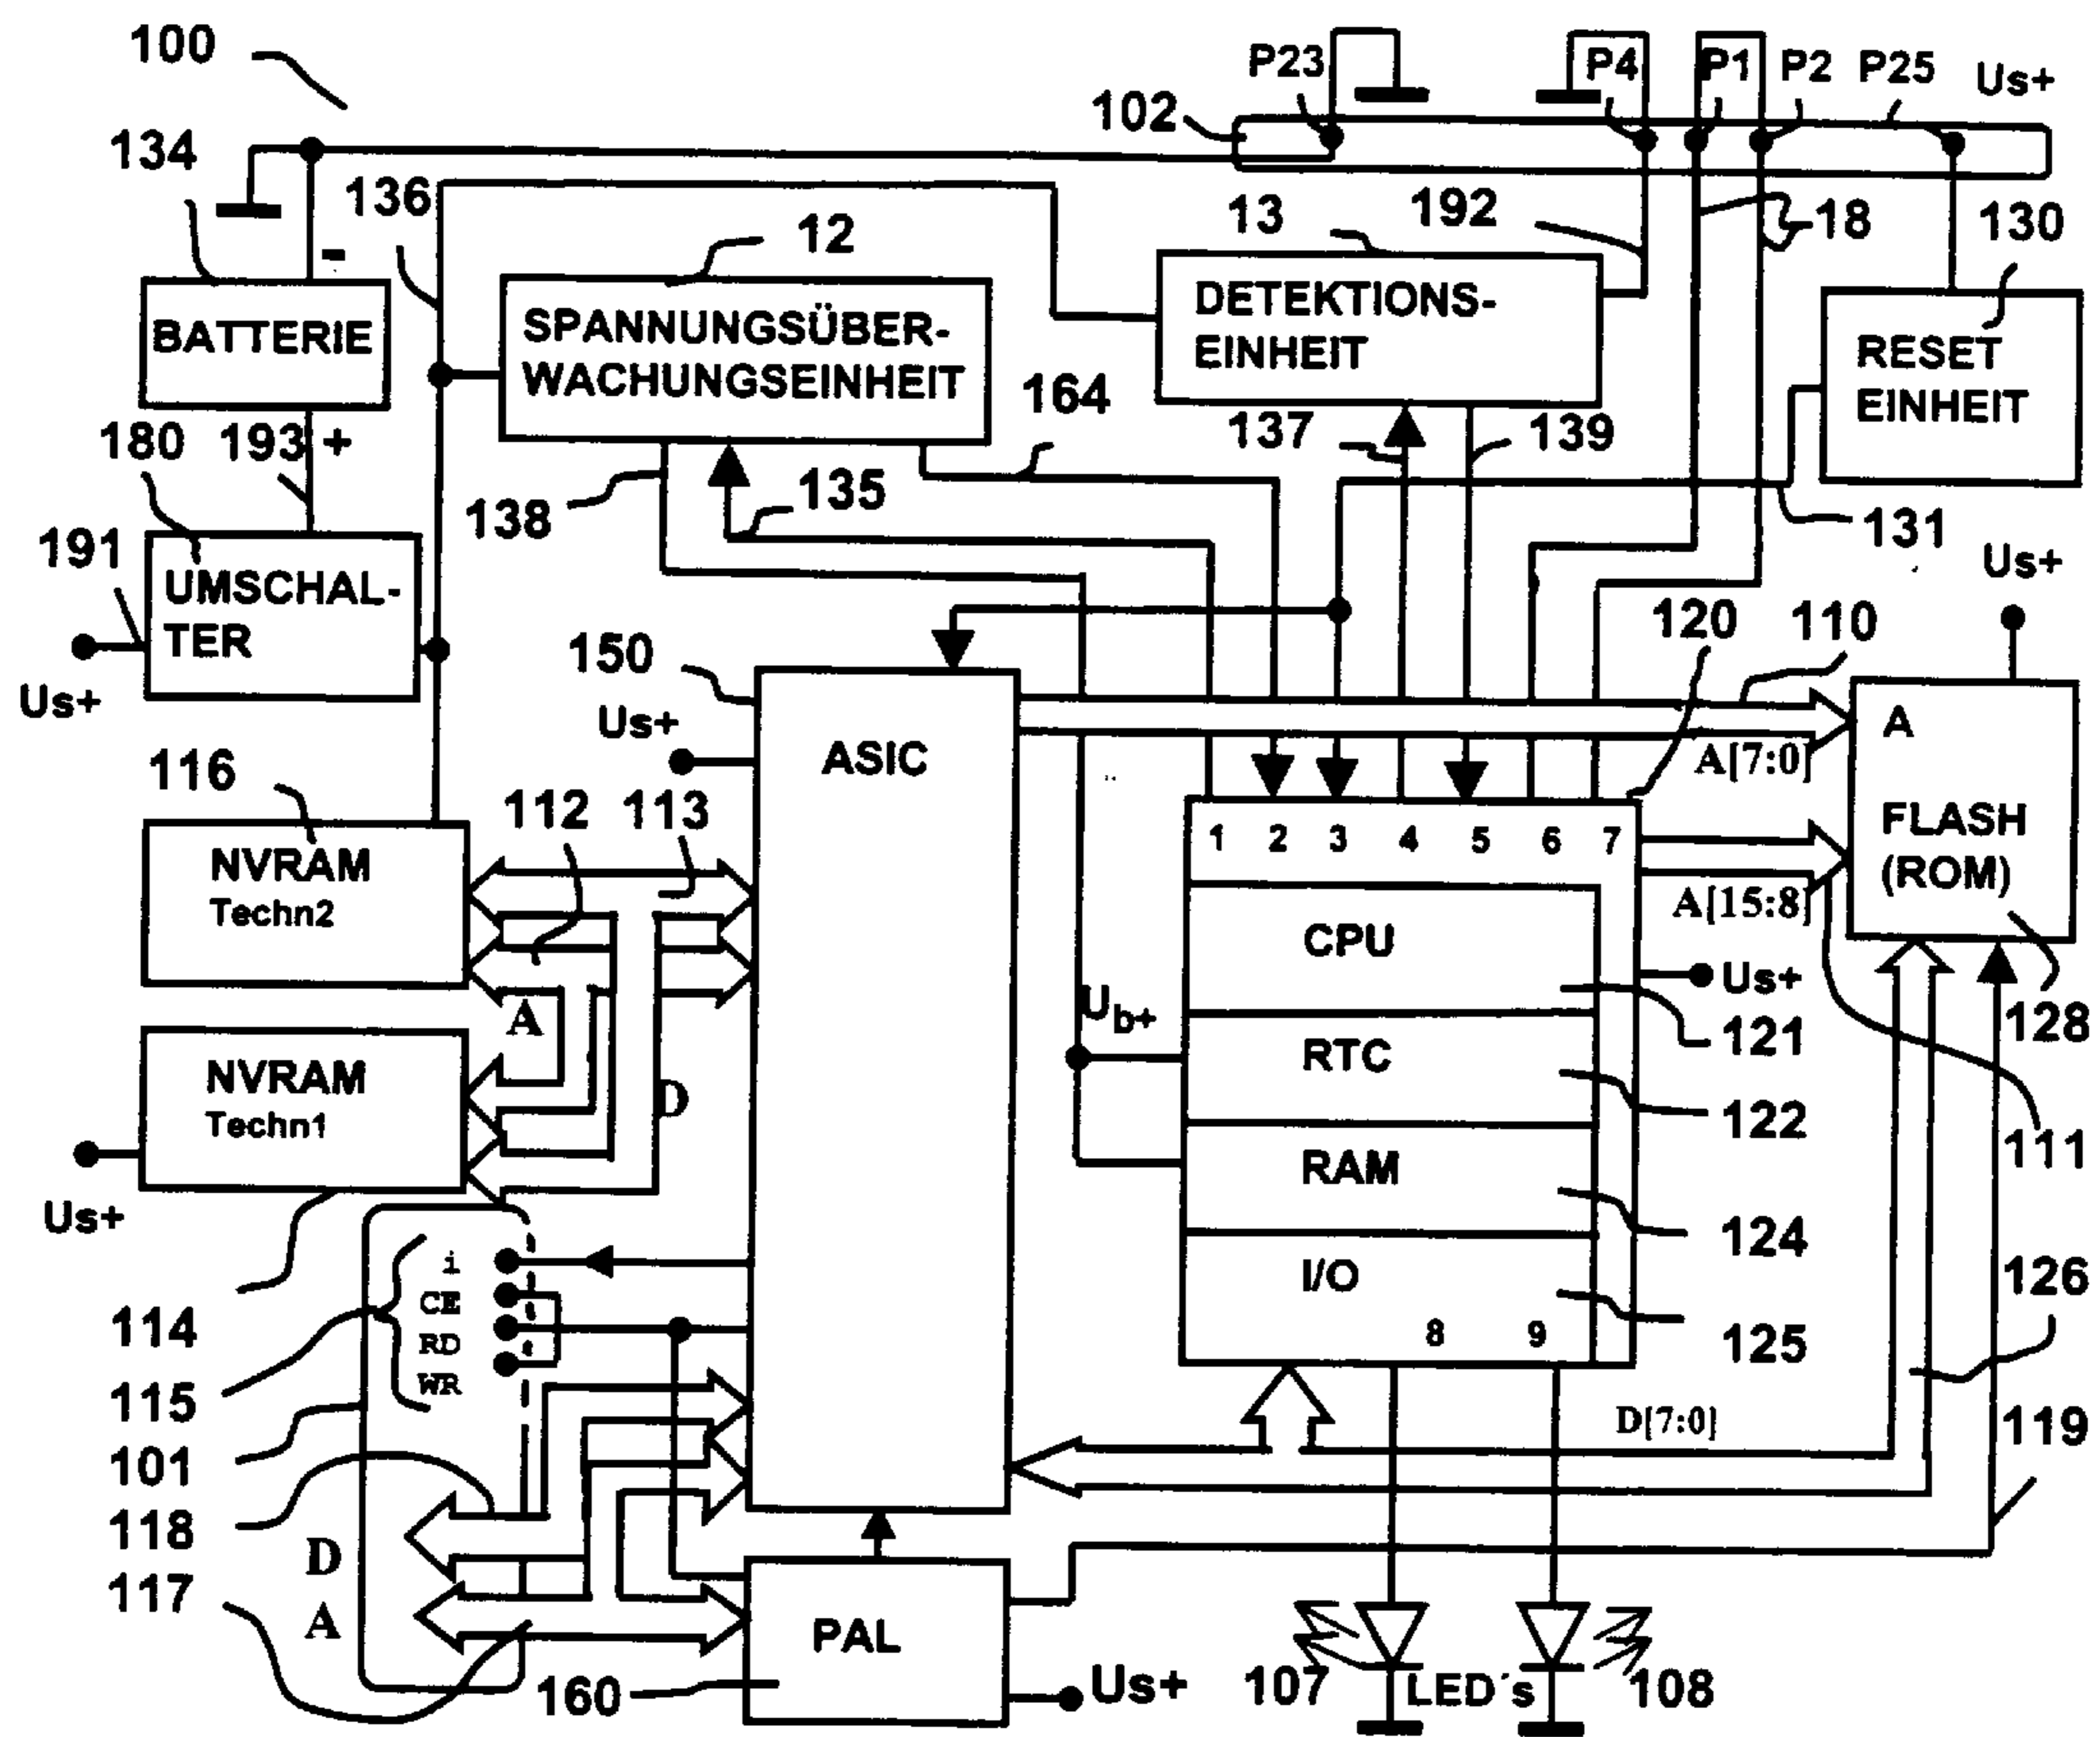 100
P23
P4
P1
P2
P25
Us+
102
134
136
12
13
192
18
130
-
BATTERIE
SPANNUNGSÜBER-
WACHUNGSEINHEIT
DETEKTIONS-
EINHEIT
RESET
EINHEIT
164
180
193
+
137
139
138
135
131
191
UMSCHAL-
TER
Us+
Us+
150
120
110
Us+
ASIC
A
A[7:0]
116
112
113
NVRAM
Techn2
1 2 3 4 5 6 7
FLASH
(ROM)
A[15:8]
CPU
Us+
A
Ub+
121
128
NVRAM
Techn1
D
RTC
122
111
RAM
Us+
124
i
CE
RD
WR
I/O
126
114
8 9
125
115
D[7:0]
119
101
118
D
117
A
PAL
160
Us+
107
LED´s
108